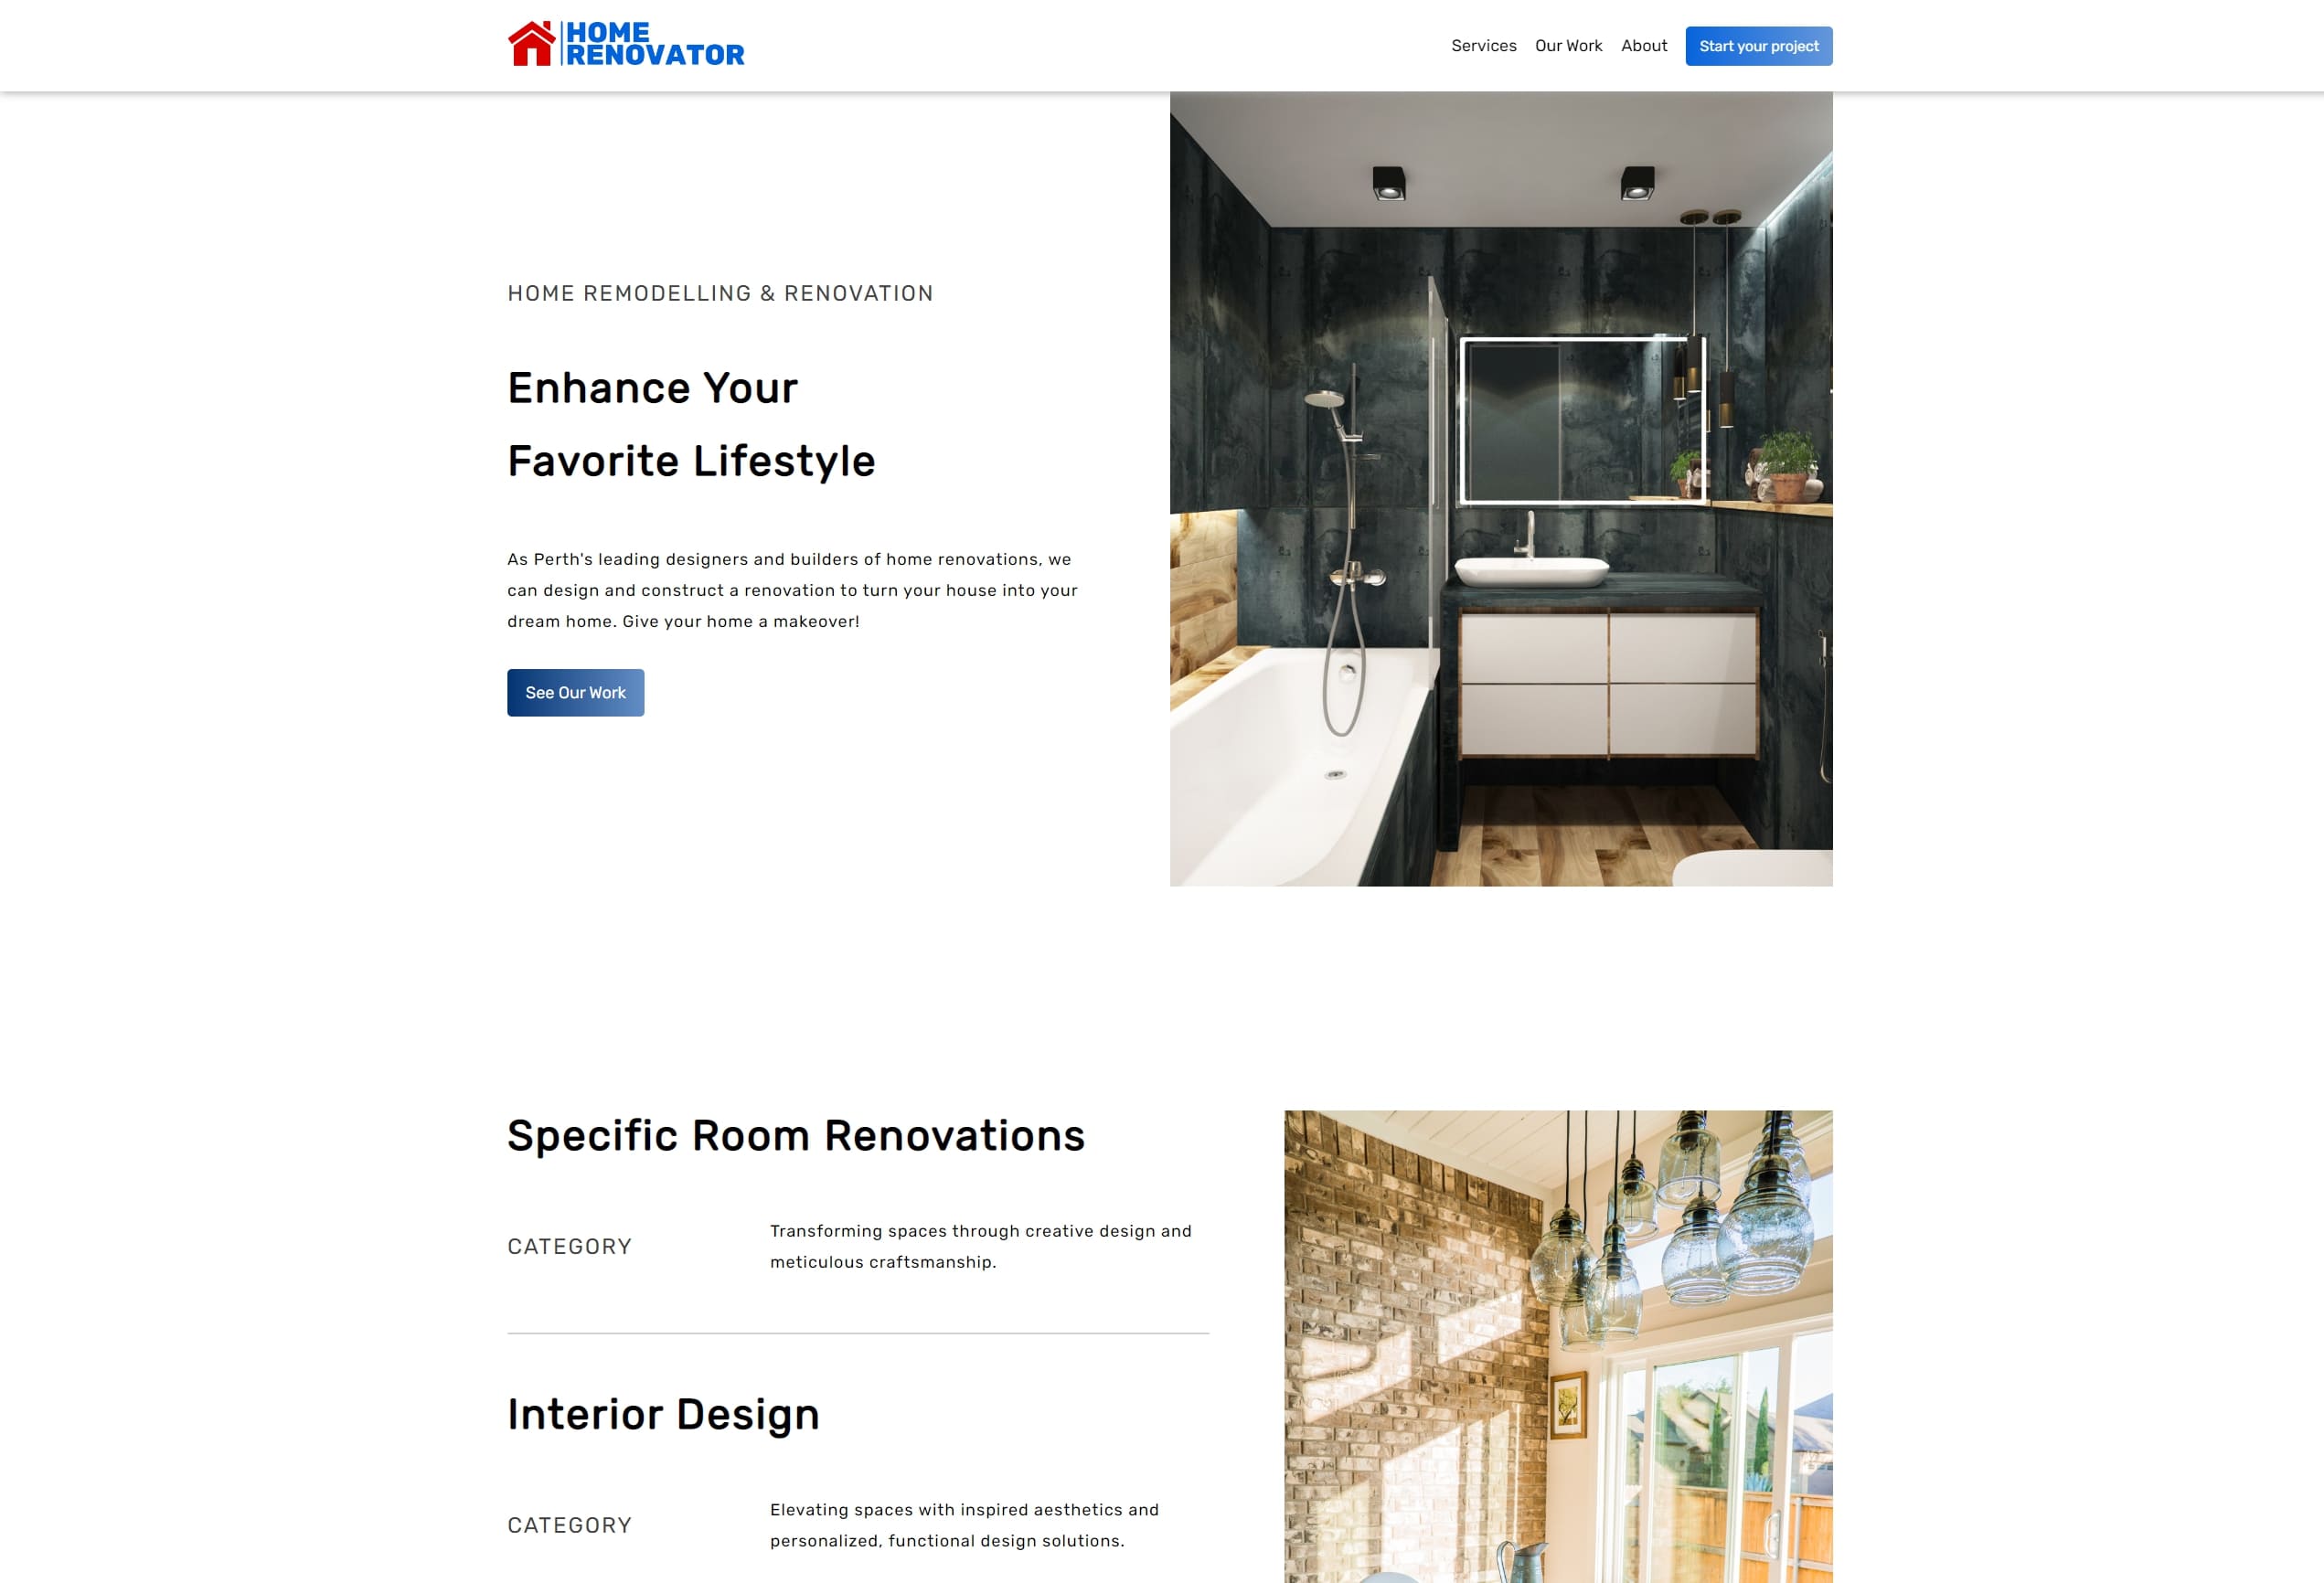 HOME
RENOVATOR
Services Our Work About Start your project
HOME REMODELLING & RENOVATION
Enhance Your
Favorite Lifestyle
As Perth's leading designers and builders of home renovations, we
can design and construct a renovation to turn your house into your
dream home. Give your home a makeover!
See Our Work
Specific Room Renovations
CATEGORY
Transforming spaces through creative design and
meticulous craftsmanship.
Interior Design
CATEGORY
Elevating spaces with inspired aesthetics and
personalized, functional design solutions.